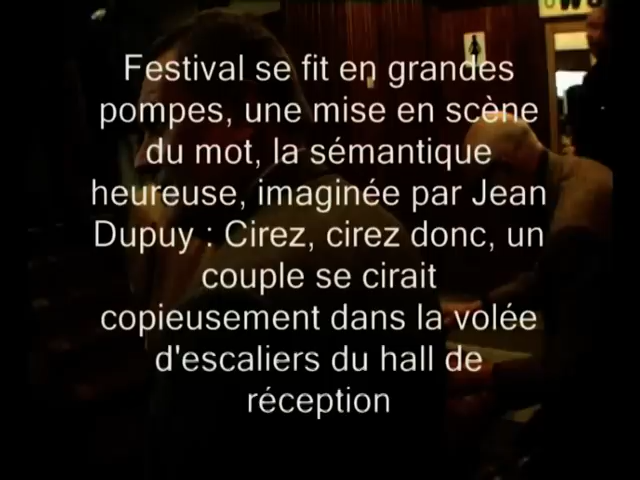 Festival se fit en grandes
pompes, une mise en scène
du mot, la sémantique
heureuse, imaginée par Jean
Dupuy : Cirez, cirez donc, un
couple se cirait
copieusement dans la volée
d'escaliers du hall de
réception